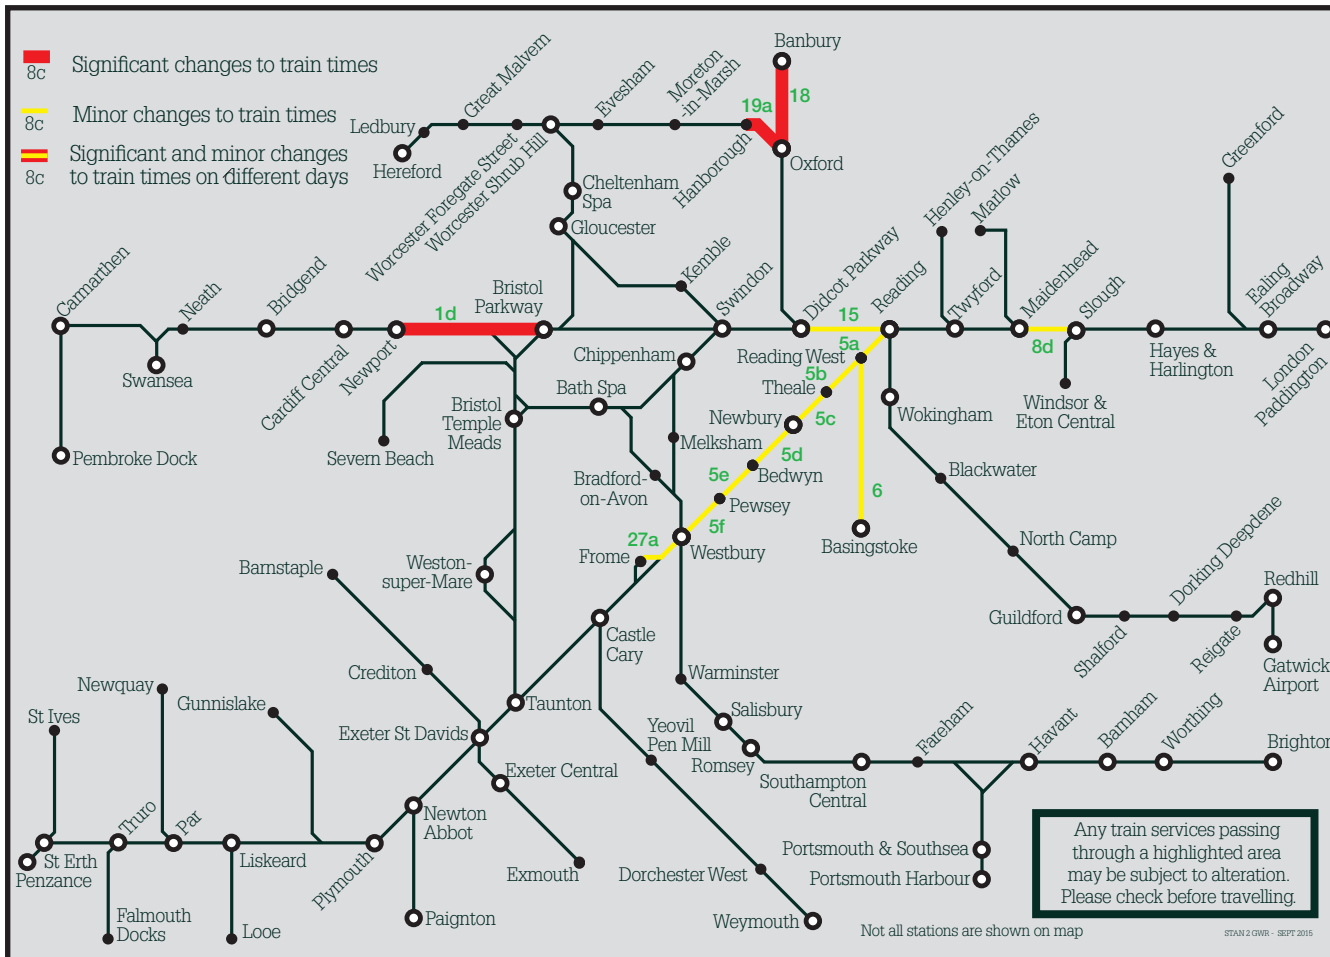 8c
Significant changes to train times
8c
Minor changes to train times
8c
Significant and minor changes
to train times on different days
Banbury
18
19a
Oxford
Hanborough
Moreton
-in-Marsh
Evesham
Great Malvern
Ledbury
Hereford
Worcester Foregate Street
Worcester Shrub Hill
Cheltenham
Spa
Gloucester
Kemble
Swindon
Didcot Parkway
Reading
Henley-on-Thames
Marlow
Twyford
Maidenhead
Slough
Greenford
Ealing
Broadway
London
Paddington
Hayes &
Harlington
Windsor &
Eton Central
8d
15
Carmarthen
Neath
Bridgend
Swansea
Pembroke Dock
Cardiff Central
Newport
1d
Bristol
Parkway
Severn Beach
Bristol
Temple
Meads
Bath Spa
Chippenham
Melksham
Bradford-
on-Avon
Reading West
5a
Theale
5b
Newbury
5c
5d
Bedwyn
5e
Pewsey
5f
Westbury
27a
Frome
6
Basingstoke
Wokingham
Blackwater
North Camp
Guildford
Shalford
Dorking Deepdene
Reigate
Redhill
Gatwick
Airport
Weston-
super-Mare
Castle
Cary
Taunton
Barnstaple
Crediton
Exeter St Davids
Exeter Central
Exmouth
Newton
Abbot
Paignton
Plymouth
Gunnislake
Liskeard
Looe
Newquay
Par
Truro
Falmouth
Docks
St Ives
St Erth
Penzance
Warminster
Salisbury
Yeovil
Pen Mill
Romsey
Southampton
Central
Fareham
Havant
Barnham
Worthing
Brighton
Portsmouth & Southsea
Portsmouth Harbour
Dorchester West
Weymouth
Any train services passing
through a highlighted area
may be subject to alteration.
Please check before travelling.
Not all stations are shown on map
STAN 2 GWR - SEPT 2015